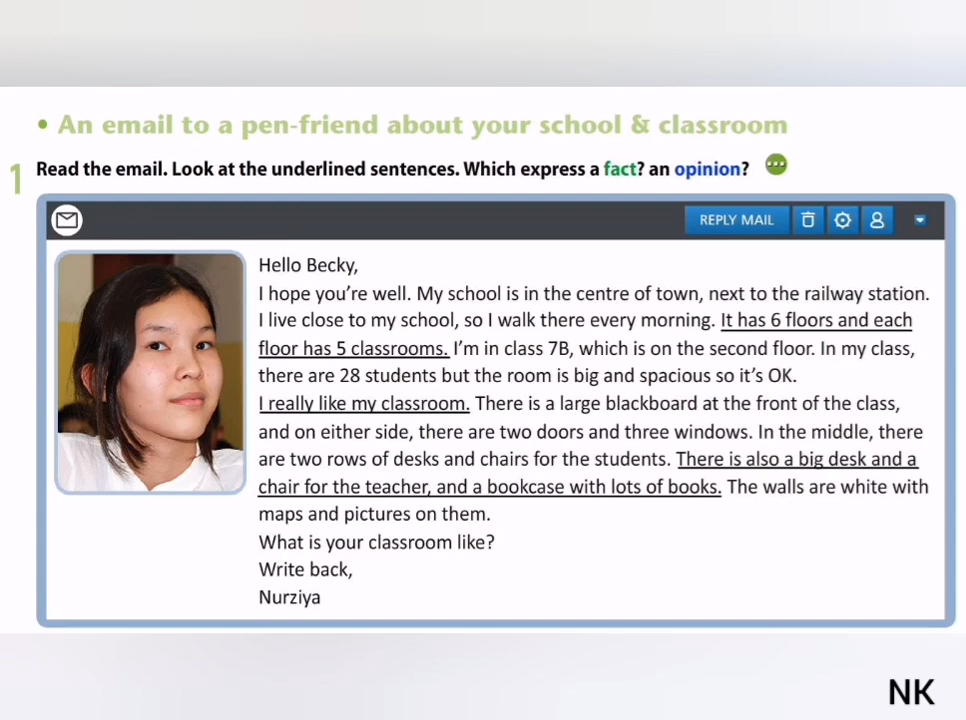 • An email to a pen-friend about your school & classroom
1 Read the email. Look at the underlined sentences. Which express a fact? an opinion?
REPLY MAIL
Hello Becky,
I hope you're well. My school is in the centre of town, next to the railway station.
I live close to my school, so I walk there every morning. It has 6 floors and each
floor has 5 classrooms. I'm in class 7B, which is on the second floor. In my class,
there are 28 students but the room is big and spacious so it's OK.
I really like my classroom. There is a large blackboard at the front of the class,
and on either side, there are two doors and three windows. In the middle, there
are two rows of desks and chairs for the students. There is also a big desk and a
chair for the teacher, and a bookcase with lots of books. The walls are white with
maps and pictures on them.
What is your classroom like?
Write back,
Nurziya
NK